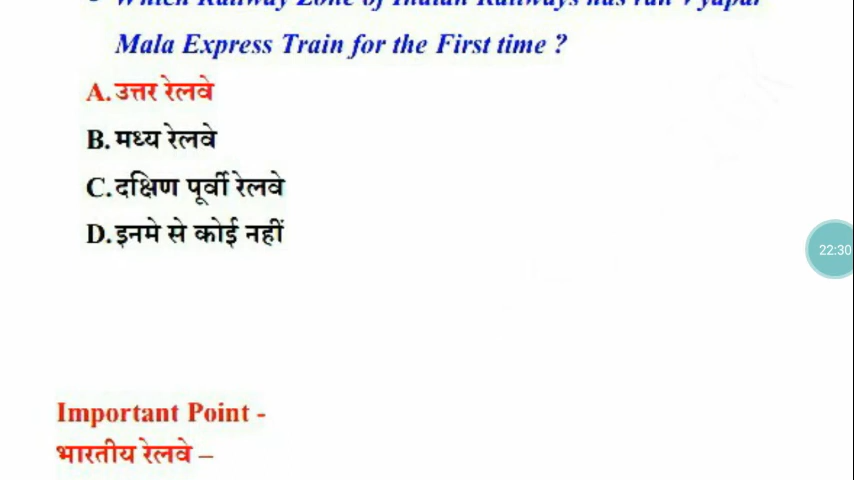 Which Railway Zone of Indian Railways has ran Vyapar
Mala Express Train for the First time ?
A. उत्तर रेलवे
B. मध्य रेलवे
C. दक्षिण पूर्वी रेलवे
D. इनमे से कोई नहीं
22:30
Important Point -
भारतीय रेलवे –